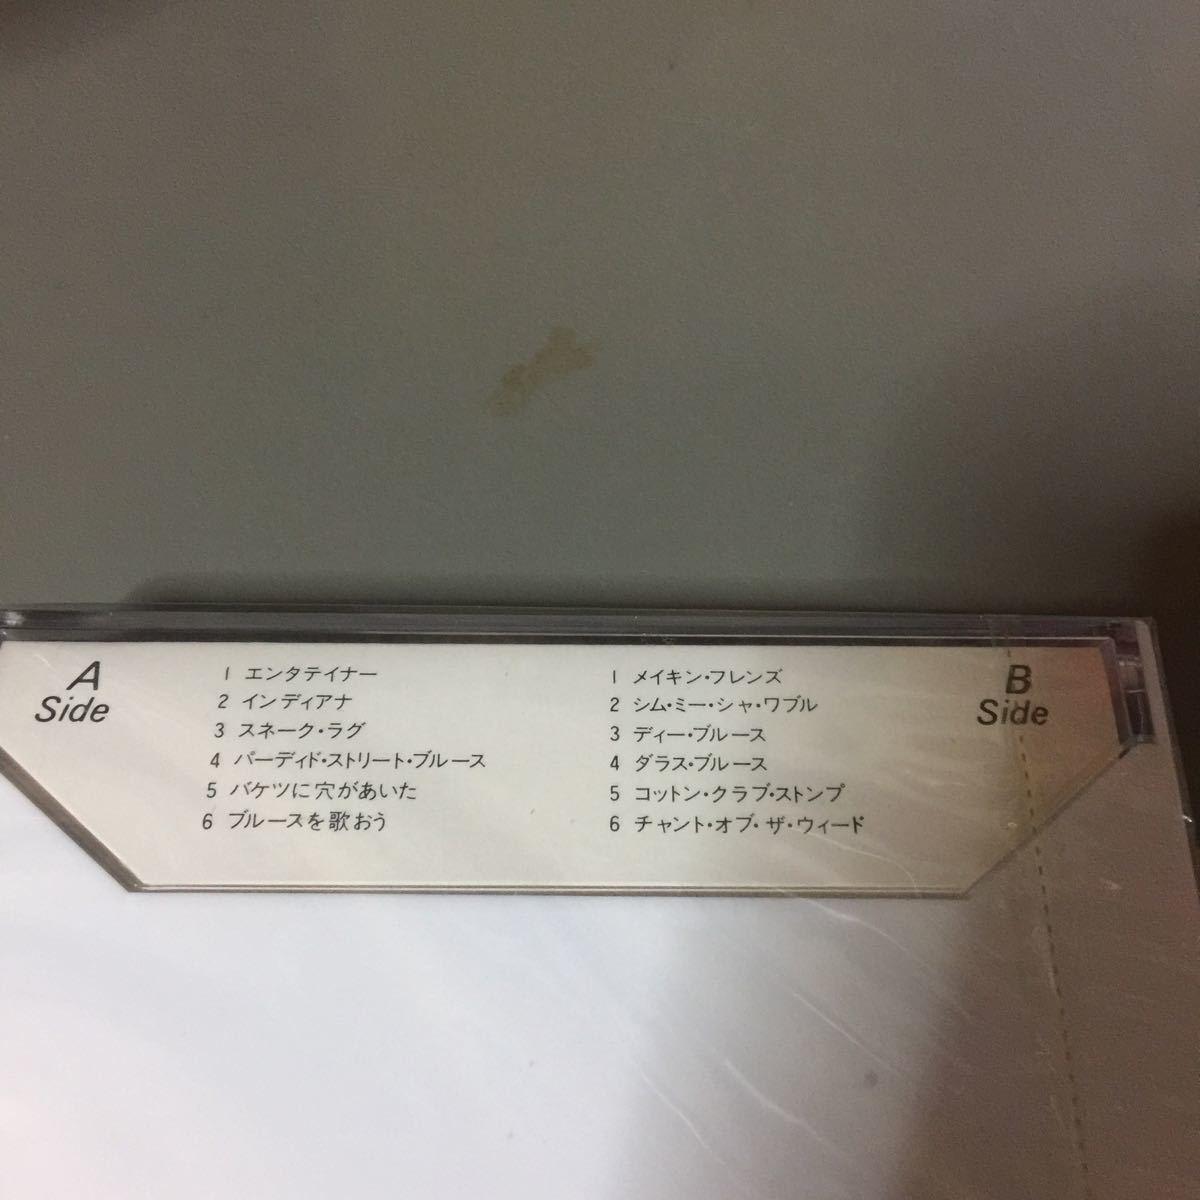 A
Side
1 エンタテイナー
2 インディアナ
3 スネーク・ラグ
4 パーディド・ストリート・ブルース
5 バケツに穴があいた
6 ブルースを歌おう
1 メイキン・フレンズ
2 シム・ミー・シャ・ワブル
3 ディー・ブルース
4 ダラス・ブルース
5 コットン・クラブ・ストンプ
6 チャント・オブ・ザ・ウィード
B
Side